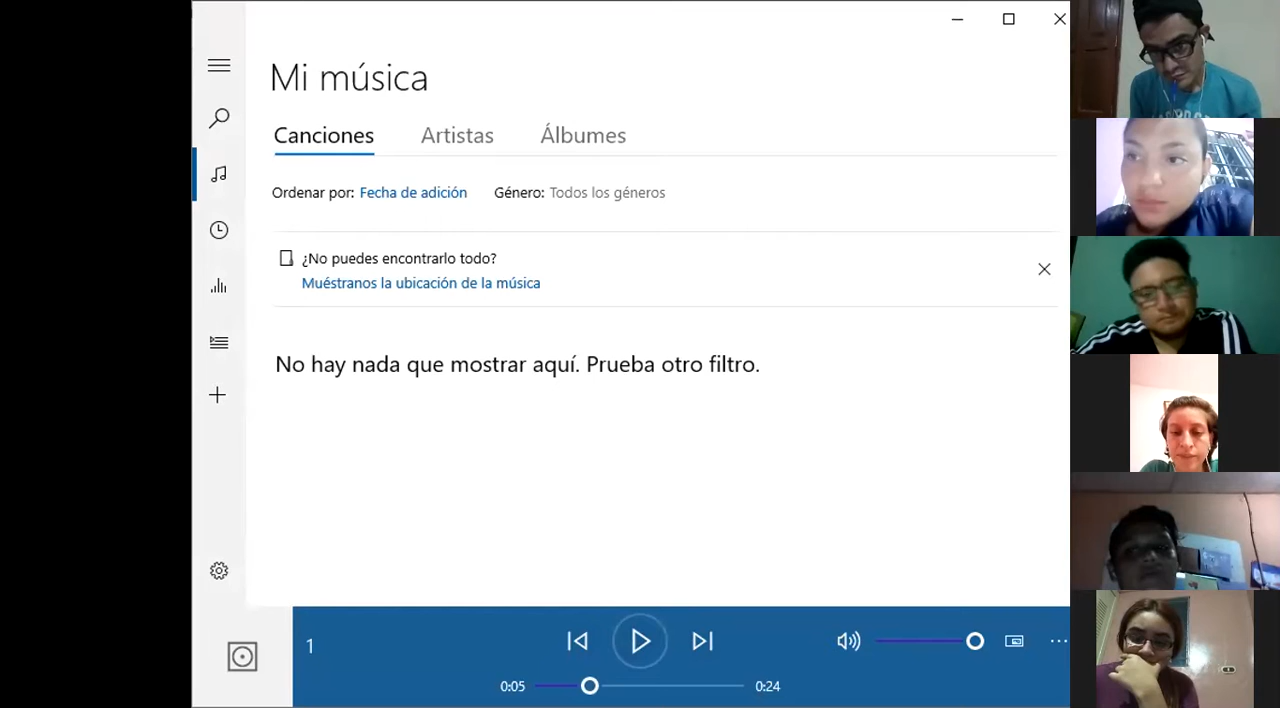 Mi música
Canciones Artistas Álbumes
Ordenar por: Fecha de adición Género: Todos los géneros
¿No puedes encontrarlo todo?
Muéstranos la ubicación de la música
No hay nada que mostrar aquí. Prueba otro filtro.
1
0:05 0:24